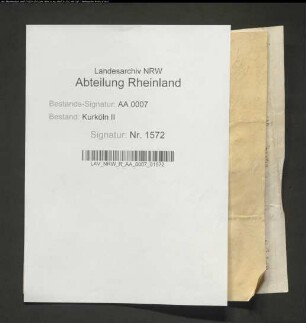 Landesarchiv NRW
Abteilung Rheinland
Bestands-Signatur: AA 0007
Bestand: Kurköln II
Signatur: Nr. 1572
LAV_NRW_R_AA_0007_01572